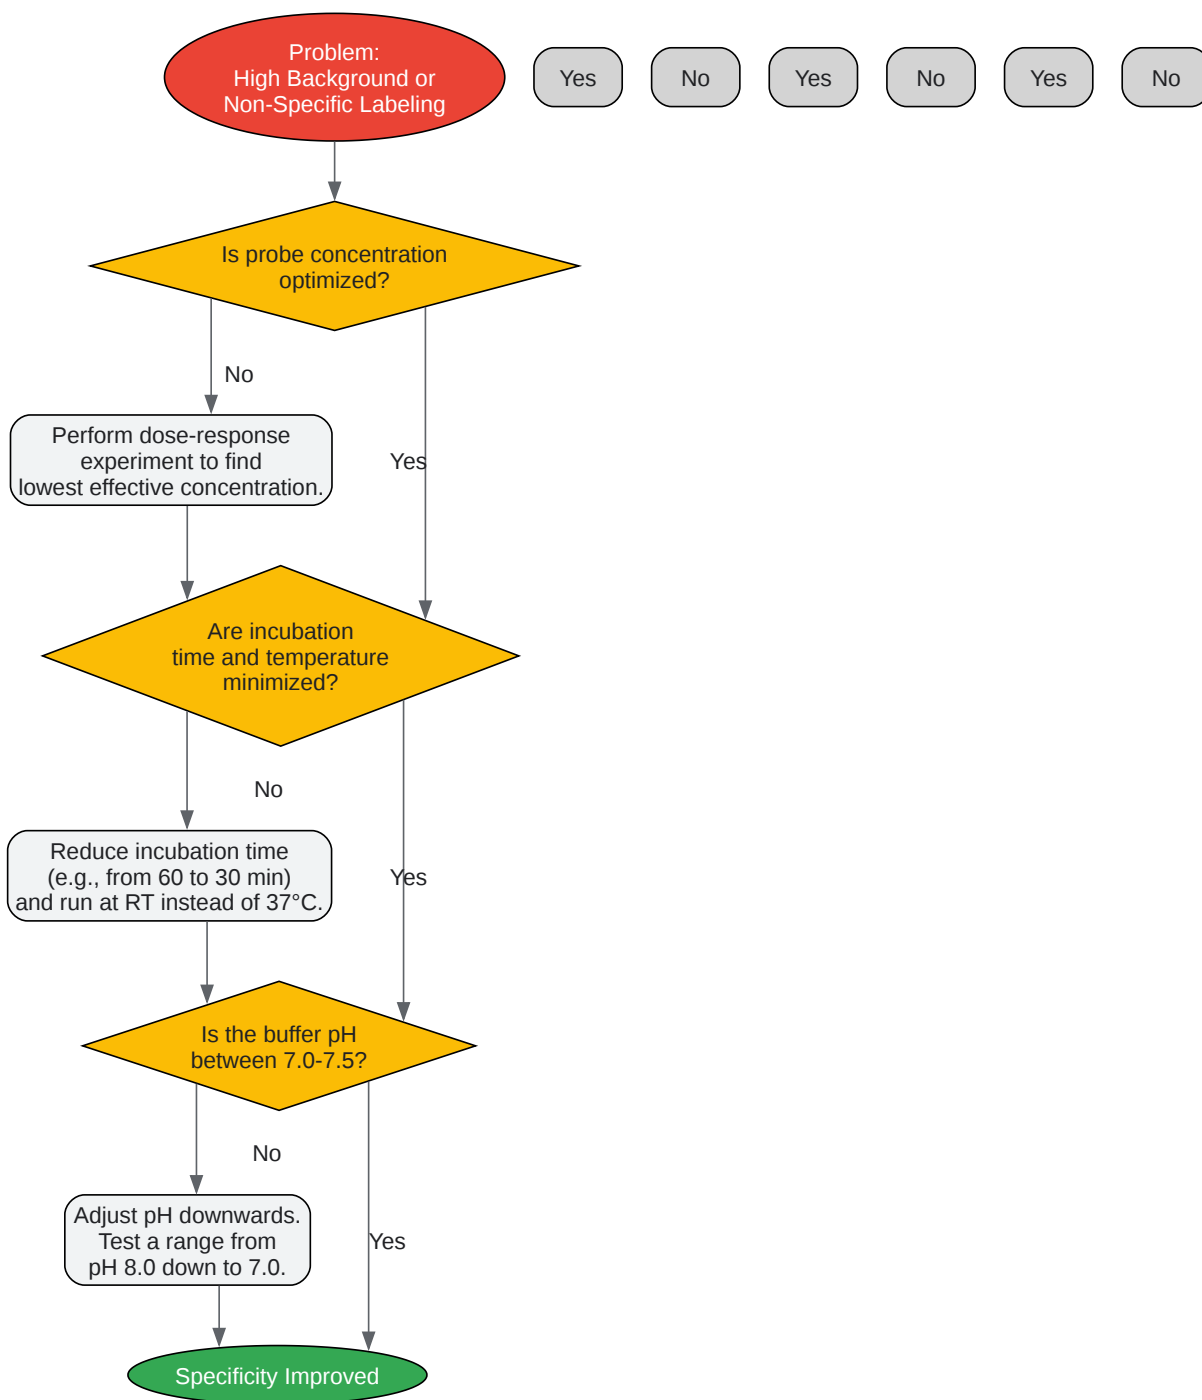 Problem:
High Background or
Non-Specific Labeling
Yes
No
Yes
No
Yes
No
Is probe concentration
optimized?
No
Perform dose-response
experiment to find
lowest effective concentration.
Yes
Are incubation
time and temperature
minimized?
No
Reduce incubation time
(e.g., from 60 to 30 min)
and run at RT instead of 37°C.
Yes
Is the buffer pH
between 7.0-7.5?
No
Adjust pH downwards.
Test a range from
pH 8.0 down to 7.0.
Yes
Specificity Improved